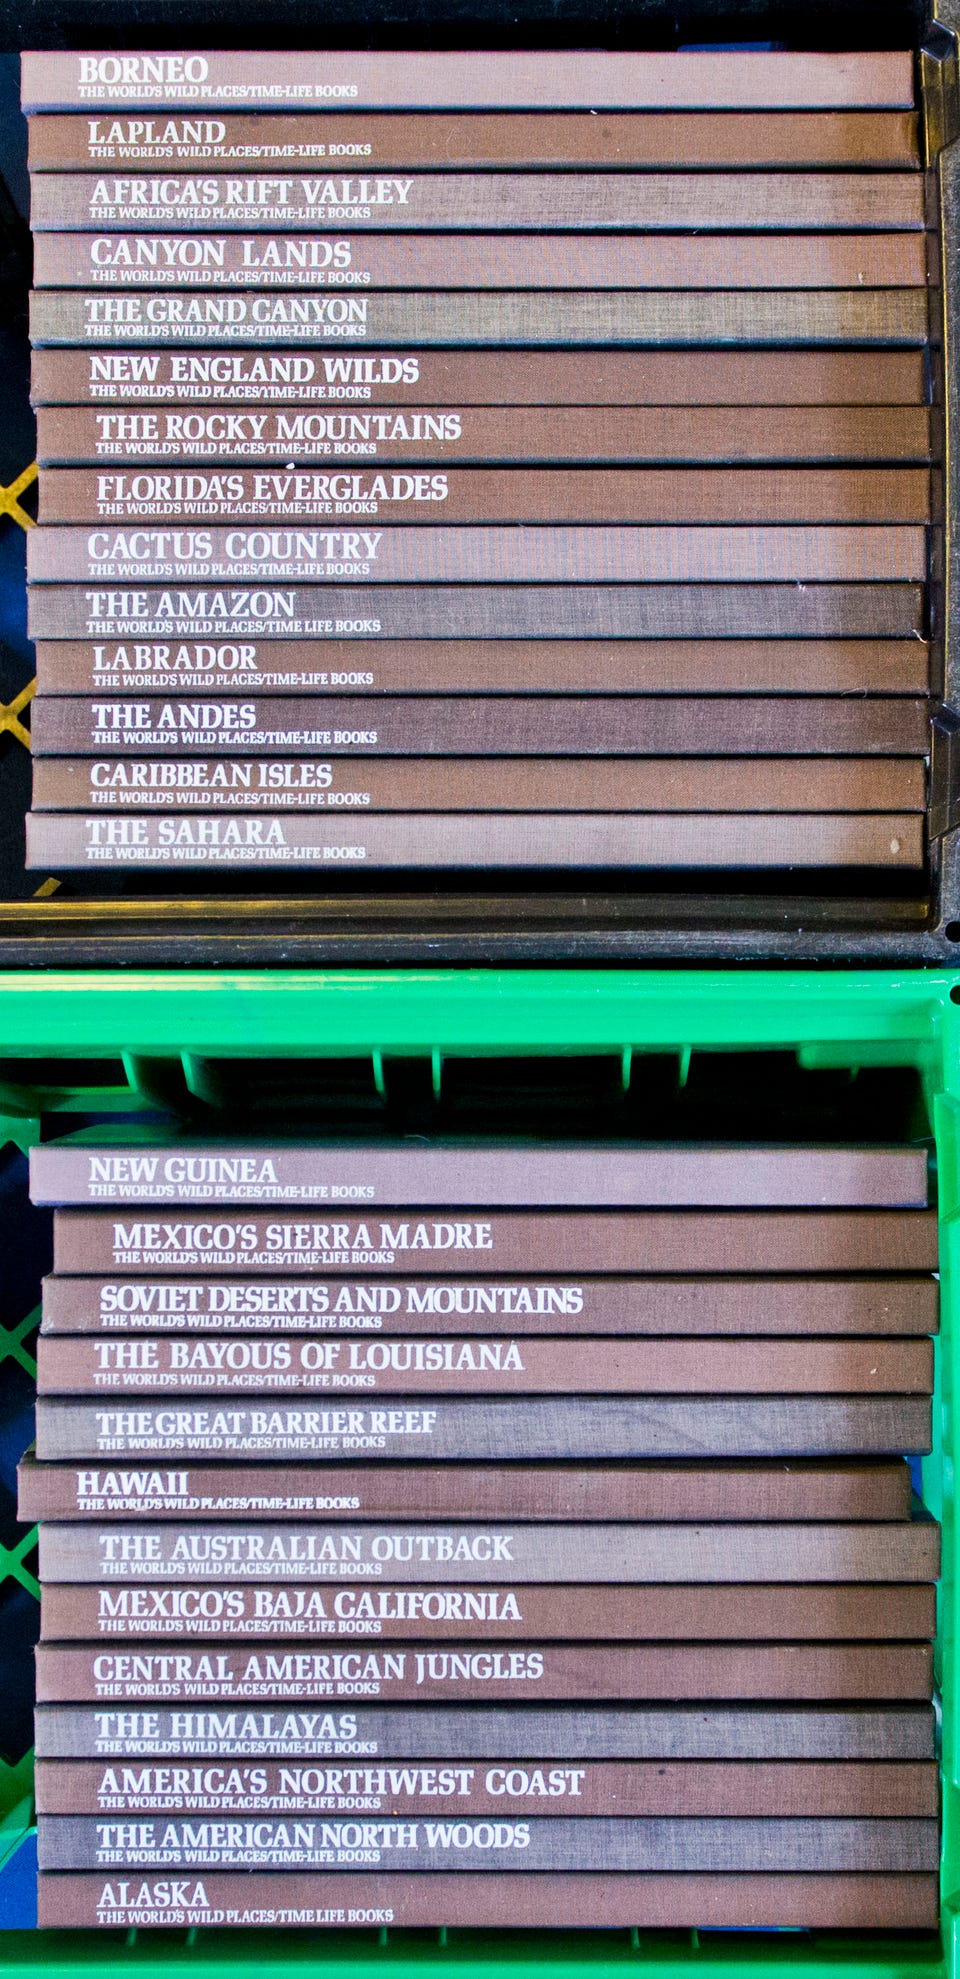 BORNEO
THE WORLD'S WILD PLACES/TIME-LIFE BOOKS
LAPLAND
THE WORLD'S WILD PLACES/TIME-LIFE BOOKS
AFRICA'S RIFT VALLEY
THE WORLD'S WILD PLACES/TIME-LIFE BOOKS
CANYON LANDS
THE WORLD'S WILD PLACES/TIME-LIFE BOOKS
THE GRAND CANYON
THE WORLD'S WILD PLACES/TIME-LIFE BOOKS
NEW ENGLAND WILDS
THE WORLD'S WILD PLACES/TIME-LIFE BOOKS
THE ROCKY MOUNTAINS
THE WORLD'S WILD PLACES/TIME-LIFE BOOKS
FLORIDA'S EVERGLADES
THE WORLD'S WILD PLACES/TIME-LIFE BOOKS
CACTUS COUNTRY
THE WORLD'S WILD PLACES/TIME-LIFE BOOKS
THE AMAZON
THE WORLD'S WILD PLACES/TIME LIFE BOOKS
LABRADOR
THE WORLD'S WILD PLACES/TIME-LIFE BOOKS
THE ANDES
THE WORLD'S WILD PLACES/TIME-LIFE BOOKS
CARIBBEAN ISLES
THE WORLD'S WILD PLACES/TIME-LIFE BOOKS
THE SAHARA
THE WORLD'S WILD PLACES/TIME-LIFE BOOKS
NEW GUINEA
THE WORLD'S WILD PLACES/TIME-LIFE BOOKS
MEXICO'S SIERRA MADRE
THE WORLD'S WILD PLACES/TIME-LIFE BOOKS
SOVIET DESERTS AND MOUNTAINS
THE WORLD'S WILD PLACES/TIME-LIFE BOOKS
THE BAYOUS OF LOUISIANA
THE WORLD'S WILD PLACES/TIME-LIFE BOOKS
THE GREAT BARRIER REEF
THE WORLD'S WILD PLACES/TIME-LIFE BOOKS
HAWAII
THE WORLD'S WILD PLACES/TIME-LIFE BOOKS
THE AUSTRALIAN OUTBACK
THE WORLD'S WILD PLACES/TIME-LIFE BOOKS
MEXICO'S BAJA CALIFORNIA
THE WORLD'S WILD PLACES/TIME-LIFE BOOKS
CENTRAL AMERICAN JUNGLES
THE WORLD'S WILD PLACES/TIME-LIFE BOOKS
THE HIMALAYAS
THE WORLD'S WILD PLACES/TIME-LIFE BOOKS
AMERICA'S NORTHWEST COAST
THE WORLD'S WILD PLACES/TIME-LIFE BOOKS
THE AMERICAN NORTH WOODS
THE WORLD'S WILD PLACES/TIME-LIFE BOOKS
ALASKA
THE WORLD'S WILD PLACES/TIME LIFE BOOKS